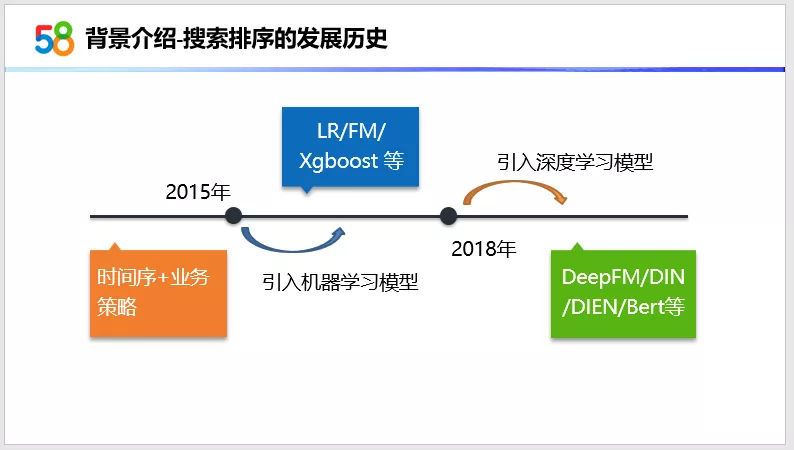 58 背景介绍-搜索排序的发展历史
LR/FM/
Xgboost 等
引入深度学习模型
2015年
2018年
时间序+业务
策略
引入机器学习模型
DeepFM/DIN
/DIEN/Bert等